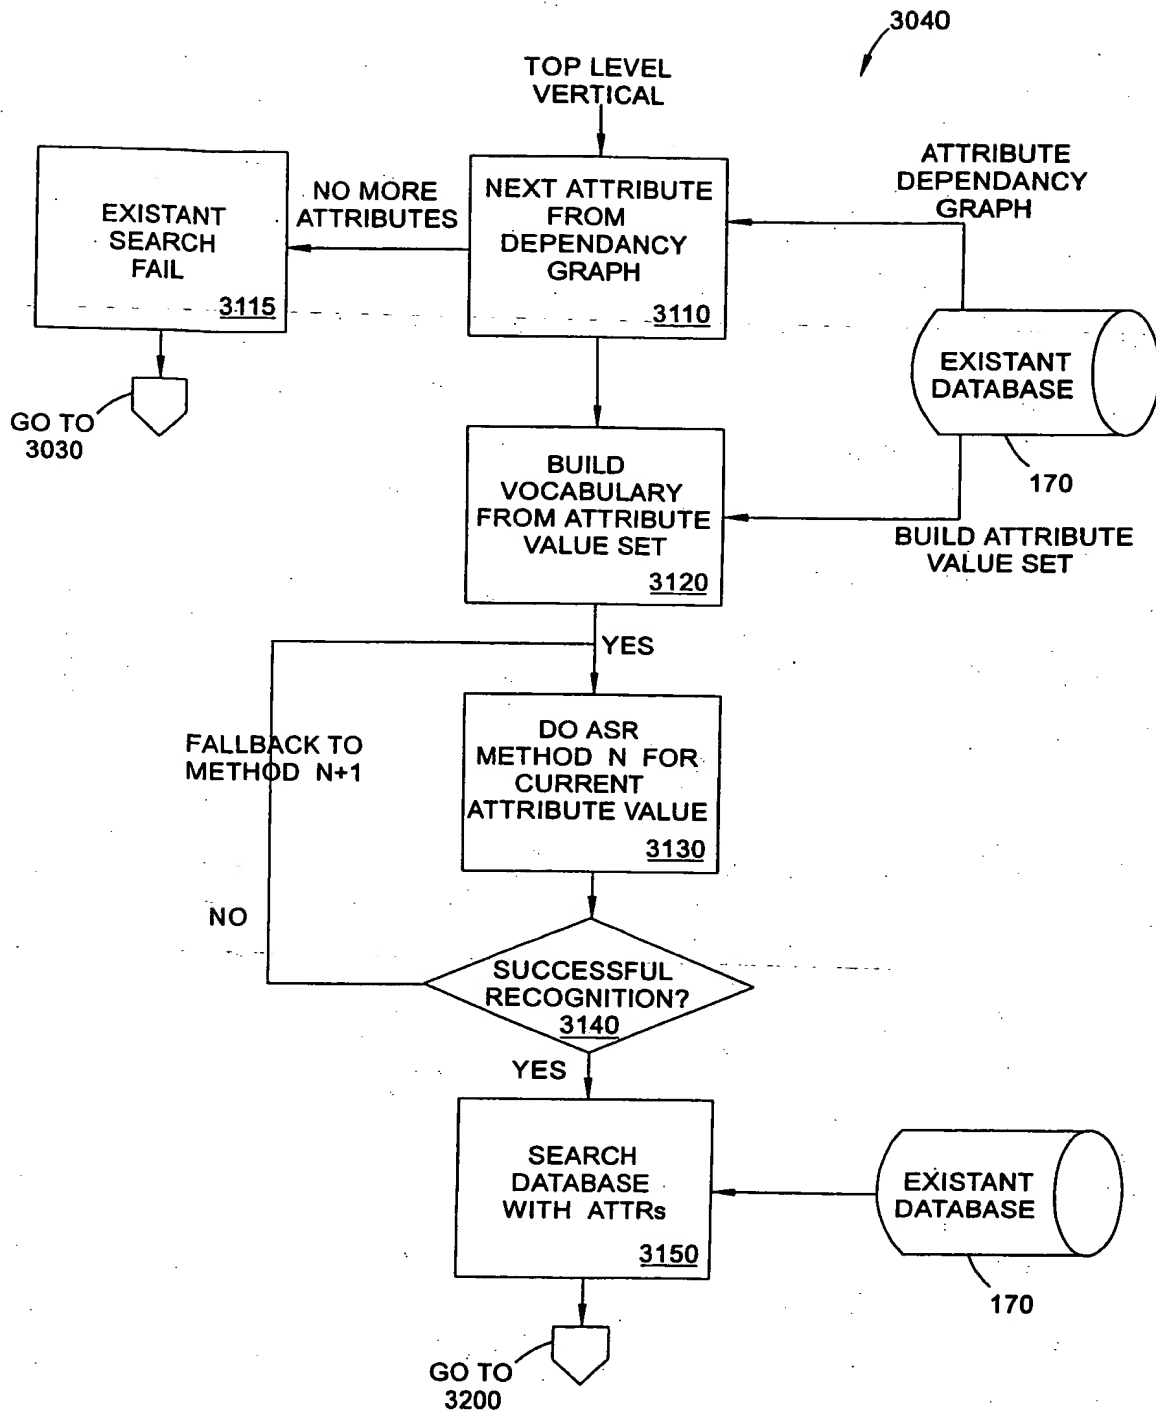 3040
TOP LEVEL
VERTICAL
ATTRIBUTE
DEPENDANCY
GRAPH
NO MORE
ATTRIBUTES
EXISTANT
SEARCH
FAIL
3115
NEXT ATTRIBUTE
FROM
DEPENDANCY
GRAPH
3110
EXISTANT
DATABASE
GO TO
3030
170
BUILD
VOCABULARY
FROM ATTRIBUTE
VALUE SET
3120
BUILD ATTRIBUTE
VALUE SET
YES
FALLBACK TO
METHOD N+1
DO ASR
METHOD N FOR
CURRENT
ATTRIBUTE VALUE
3130
NO
SUCCESSFUL
RECOGNITION?
3140
YES
SEARCH
DATABASE
WITH ATTRs
3150
EXISTANT
DATABASE
170
GO TO
3200